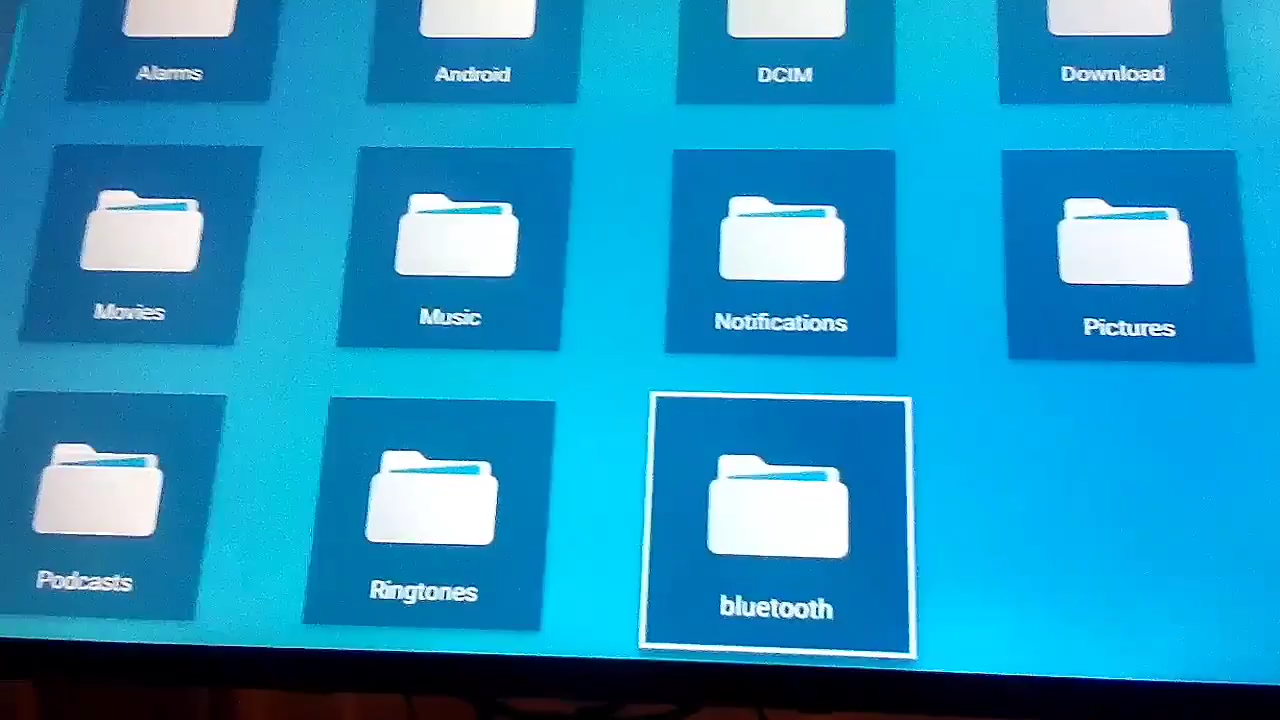 Alarms
Android
DCIM
Download
Movies
Music
Notifications
Pictures
Podcasts
Ringtones
bluetooth